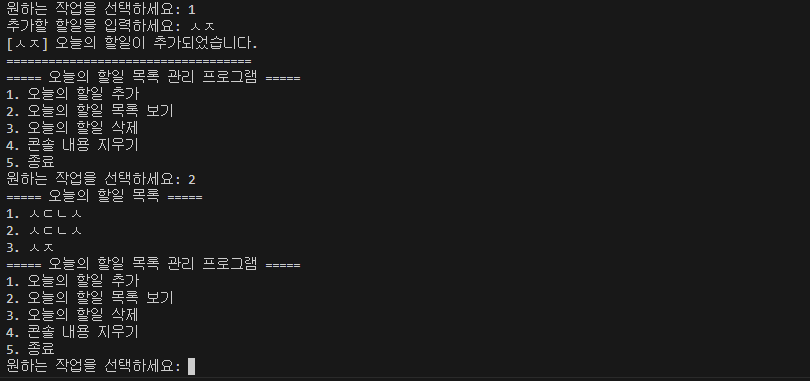 원하는 작업을 선택하세요: 1
추가할 할일을 입력하세요: ㅅㅈ
[ㅅㅈ] 오늘의 할일이 추가되었습니다.
===================================
===== 오늘의 할일 목록 관리 프로그램 =====
1. 오늘의 할일 추가
2. 오늘의 할일 목록 보기
3. 오늘의 할일 삭제
4. 콘솔 내용 지우기
5. 종료
원하는 작업을 선택하세요: 2
===== 오늘의 할일 목록 =====
1. ㅅㄷㄴㅅ
2. ㅅㄷㄴㅅ
3. ㅅㅈ
===== 오늘의 할일 목록 관리 프로그램 =====
1. 오늘의 할일 추가
2. 오늘의 할일 목록 보기
3. 오늘의 할일 삭제
4. 콘솔 내용 지우기
5. 종료
원하는 작업을 선택하세요: